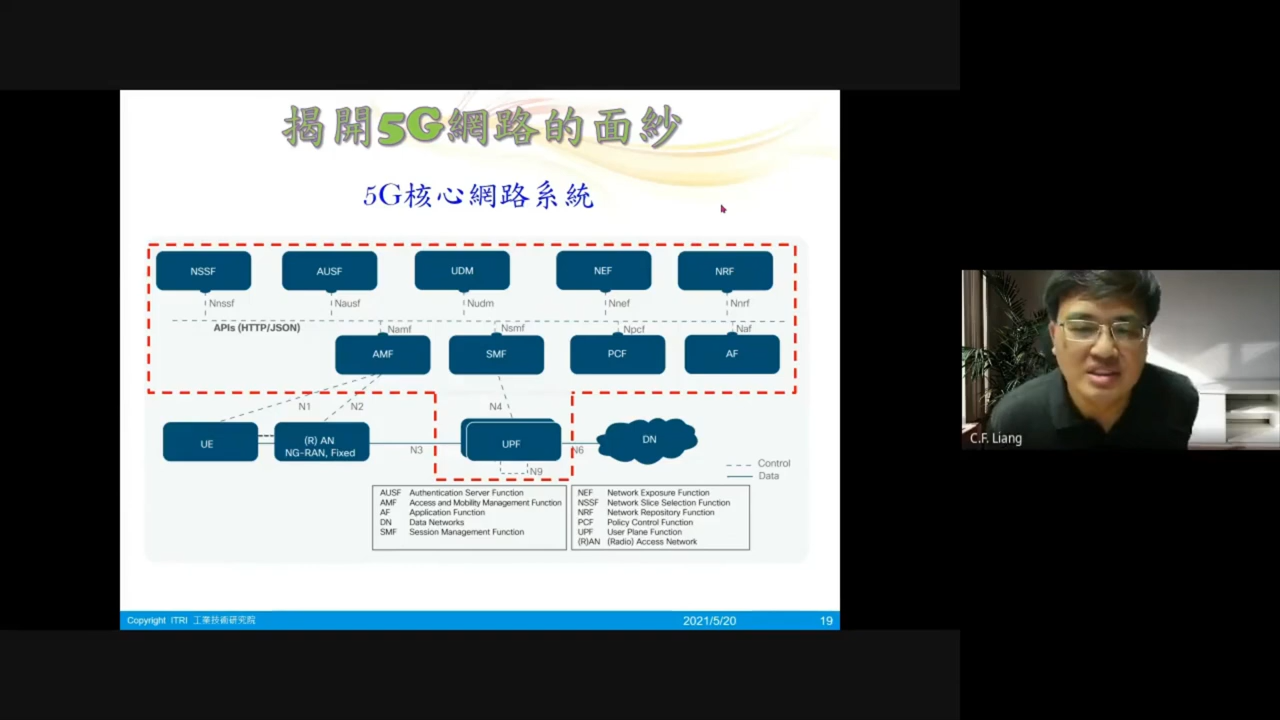 揭開5G網路的面紗
5G核心網路系統
NSSF
AUSF
UDM
NEF
NRF
Nnssf
Nausf
Nudm
Nnef
Nnrf
APIs (HTTP/JSON)
Namf
Nsmf
Npcf
Naf
AMF
SMF
PCF
AF
N1
N2
N4
UE
(R) AN
NG-RAN, Fixed
N3
UPF
N6
DN
N9
Control
Data
AUSF Authentication Server Function
AMF Access and Mobility Management Function
AF Application Function
DN Data Networks
SMF Session Management Function
NEF Network Exposure Function
NSSF Network Slice Selection Function
NRF Network Repository Function
PCF Policy Control Function
UPF User Plane Function
(R)AN (Radio) Access Network
Copyright ITRI 工業技術研究院
2021/5/20
19
C.F. Liang